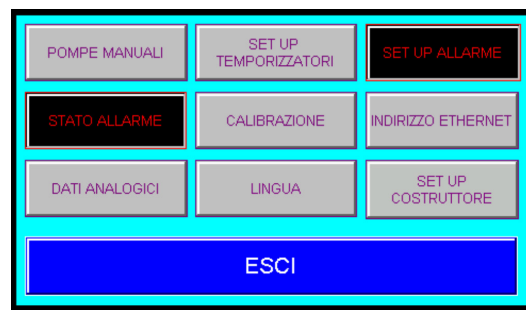 POMPE MANUALI
SET UP
TEMPORIZZATORI
SET UP ALLARME
STATO ALLARME
CALIBRAZIONE
INDIRIZZO ETHERNET
DATI ANALOGICI
LINGUA
SET UP
COSTRUTTORE
ESCI